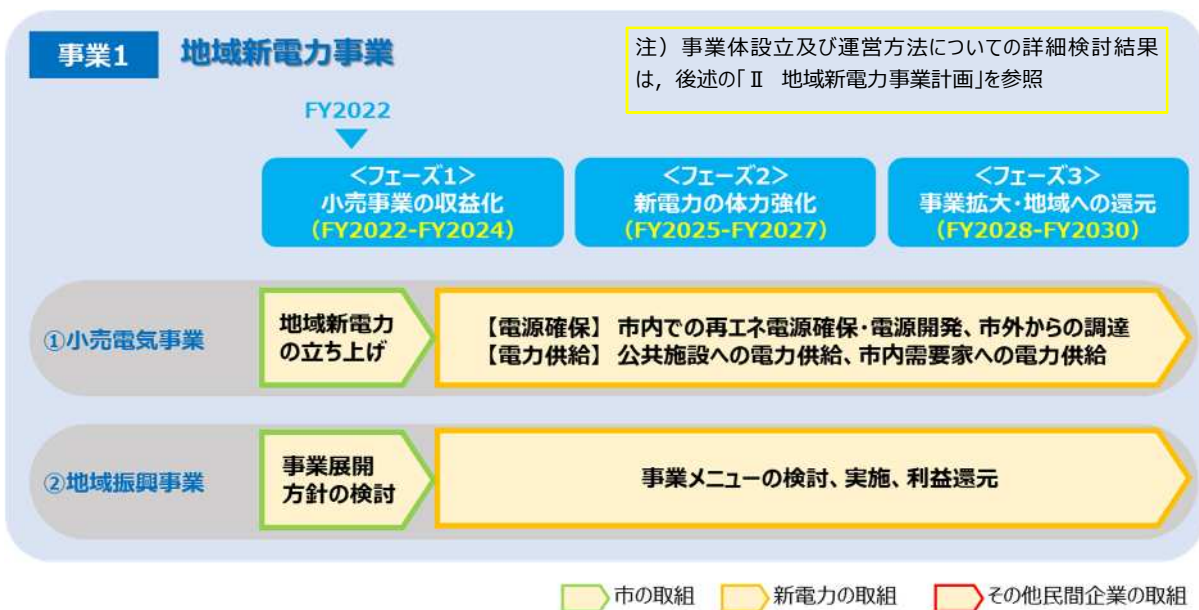 事業1 地域新電力事業
注）事業体設立及び運営方法についての詳細検討結果
は，後述の「Ⅱ 地域新電力事業計画」を参照
FY2022
<フェーズ1>
小売事業の収益化
(FY2022-FY2024)
<フェーズ2>
新電力の体力強化
(FY2025-FY2027)
<フェーズ3>
事業拡大・地域への還元
(FY2028-FY2030)
①小売電気事業
地域新電力
の立ち上げ
【電源確保】 市内での再エネ電源確保・電源開発、市外からの調達
【電力供給】 公共施設への電力供給、市内需要家への電力供給
②地域振興事業
事業展開
方針の検討
事業メニューの検討、実施、利益還元
市の取組 新電力の取組 その他民間企業の取組